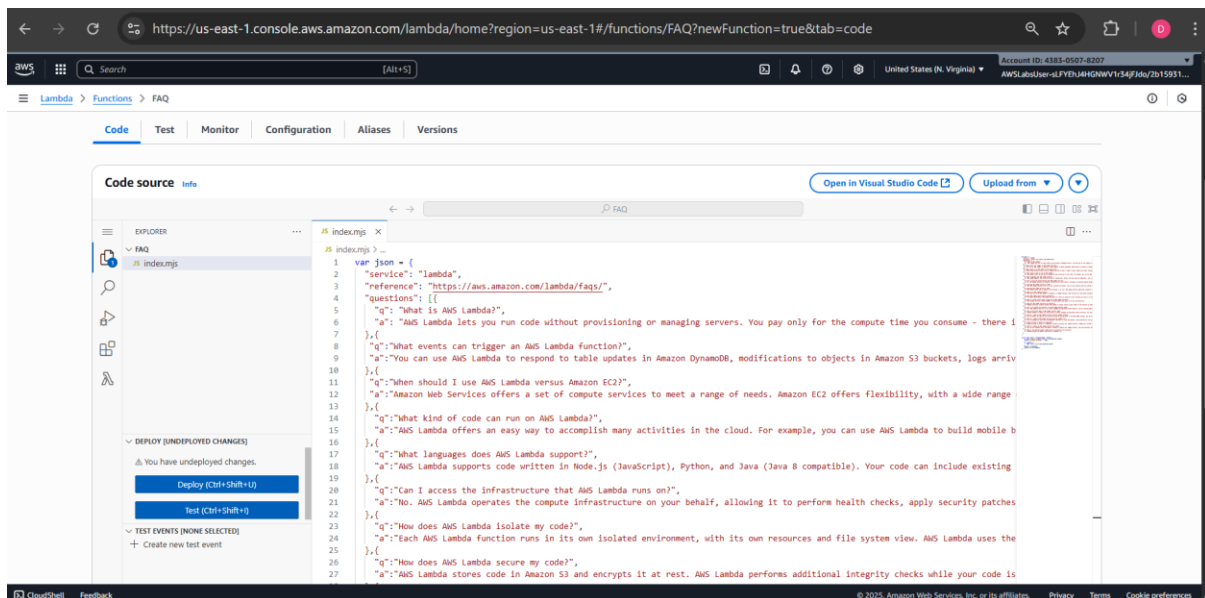 https://us-east-1.console.aws.amazon.com/lambda/home?region=us-east-1#/functions/FAQ?newFunction=true&tab=code
D
aws
Search
[Alt+S]
United States (N. Virginia)
Account ID: 4383-0507-8207
Lambda > Functions > FAQ
Code Test Monitor Configuration Aliases Versions
Code source Info
Open in Visual Studio Code
Upload from
FAQ
EXPLORER
FAQ
JS index.mjs
DEPLOY [UNDEPLOYED CHANGES]
You have undeployed changes.
Deploy (Ctrl+Shift+U)
Test (Ctrl+Shift+I)
TEST EVENTS [NONE SELECTED]
+ Create new test event
JS index.mjs ×
JS index.mjs > ...
1 var json = {
2 "service": "lambda",
3 "reference": "https://aws.amazon.com/lambda/faqs/",
4 "questions": [{
5 "q": "What is AWS Lambda?",
6 "a": "AWS Lambda lets you run code without provisioning or managing servers. You pay only for the compute time you consume - there i
7 },{
8 "q":"What events can trigger an AWS Lambda function?",
9 "a":"You can use AWS Lambda to respond to table updates in Amazon DynamoDB, modifications to objects in Amazon S3 buckets, logs arriv
10 },{
11 "q":"When should I use AWS Lambda versus Amazon EC2?",
12 "a":"Amazon Web Services offers a set of compute services to meet a range of needs. Amazon EC2 offers flexibility, with a wide range
13 },{
14 "q":"What kind of code can run on AWS Lambda?",
15 "a":"AWS Lambda offers an easy way to accomplish many activities in the cloud. For example, you can use AWS Lambda to build mobile b
16 },{
17 "q":"What languages does AWS Lambda support?",
18 "a":"AWS Lambda supports code written in Node.js (JavaScript), Python, and Java (Java 8 compatible). Your code can include existing
19 },{
20 "q":"Can I access the infrastructure that AWS Lambda runs on?",
21 "a":"No. AWS Lambda operates the compute infrastructure on your behalf, allowing it to perform health checks, apply security patches
22 },{
23 "q":"How does AWS Lambda isolate my code?",
24 "a":"Each AWS Lambda function runs in its own isolated environment, with its own resources and file system view. AWS Lambda uses the
25 },{
26 "q":"How does AWS Lambda secure my code?",
27 "a":"AWS Lambda stores code in Amazon S3 and encrypts it at rest. AWS Lambda performs additional integrity checks while your code is
CloudShell Feedback
© 2025, Amazon Web Services, Inc. or its affiliates. Privacy Terms Cookie preferences